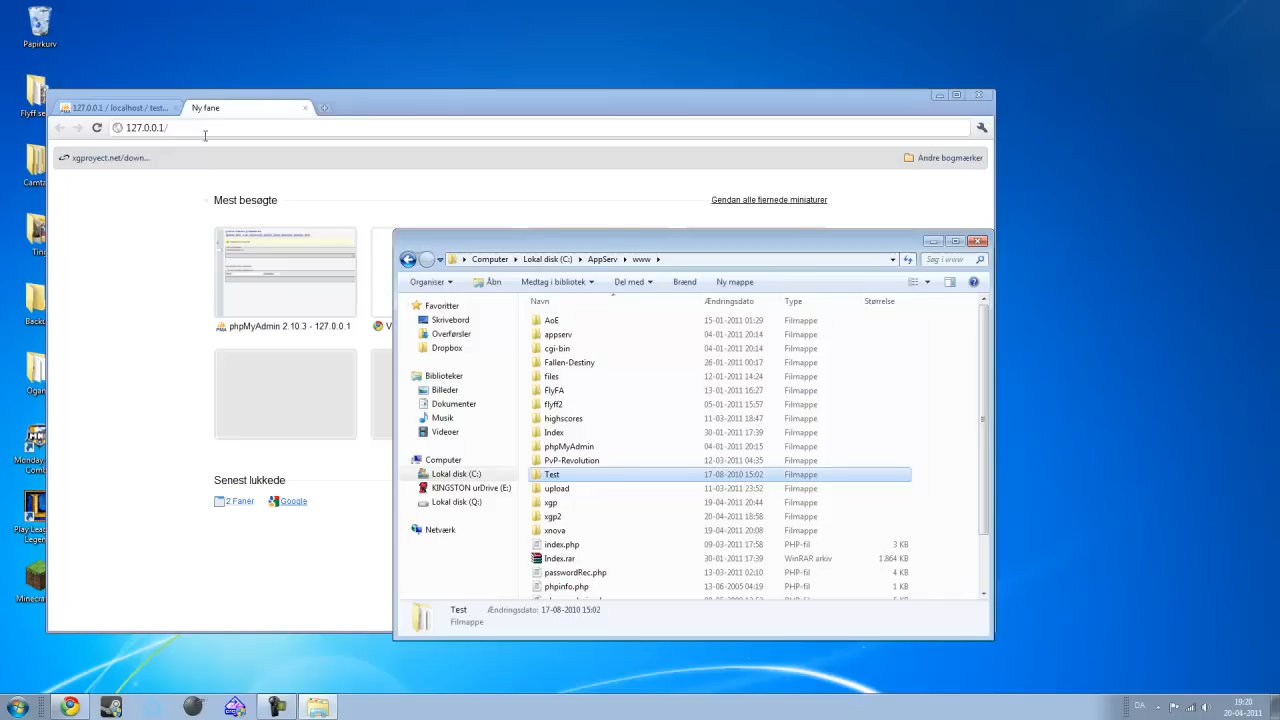 Papirkurv
Flyff se
Camta
Ting
Backu
Ogan
Monday
Comb
Play Leag
Legen
Minecra
127.0.0.1 / localhost / test...
Ny fane
127.0.0.1/
xgproyect.net/down...
Andre bogmærker
Mest besøgte
Gendan alle fjernede miniaturer
phpMyAdmin 2.10.3 - 127.0.0.1
V
Senest lukkede
2 Faner
Google
Computer
Lokal disk (C:)
AppServ
www
Søg i www
Organiser
Åbn
Medtag i bibliotek
Del med
Brænd
Ny mappe
Favoritter
Skrivebord
Overførsler
Dropbox
Biblioteker
Billeder
Dokumenter
Musik
Videoer
Computer
Lokal disk (C:)
KINGSTON urDrive (E:)
Lokal disk (Q:)
Netværk
Navn Ændringsdato Type Størrelse
AoE 15-01-2011 01:29 Filmappe
appserv 04-01-2011 20:14 Filmappe
cgi-bin 04-01-2011 20:14 Filmappe
Fallen-Destiny 26-01-2011 00:17 Filmappe
files 12-01-2011 14:24 Filmappe
FlyFA 13-01-2011 16:27 Filmappe
flyff2 05-01-2011 15:57 Filmappe
highscores 11-03-2011 18:47 Filmappe
Index 30-01-2011 17:39 Filmappe
phpMyAdmin 04-01-2011 20:15 Filmappe
PvP-Revolution 12-03-2011 04:35 Filmappe
Test 17-08-2010 15:02 Filmappe
upload 11-03-2011 23:52 Filmappe
xgp 19-04-2011 20:44 Filmappe
xgp2 20-04-2011 18:58 Filmappe
xnova 19-04-2011 20:08 Filmappe
index.php 09-03-2011 17:58 PHP-fil 3 KB
Index.rar 30-01-2011 17:39 WinRAR arkiv 1.864 KB
passwordRec.php 13-03-2011 02:10 PHP-fil 4 KB
phpinfo.php 13-06-2005 04:19 PHP-fil 1 KB
Test Ændringsdato: 17-08-2010 15:02
Filmappe
DA
19:20
20-04-2011